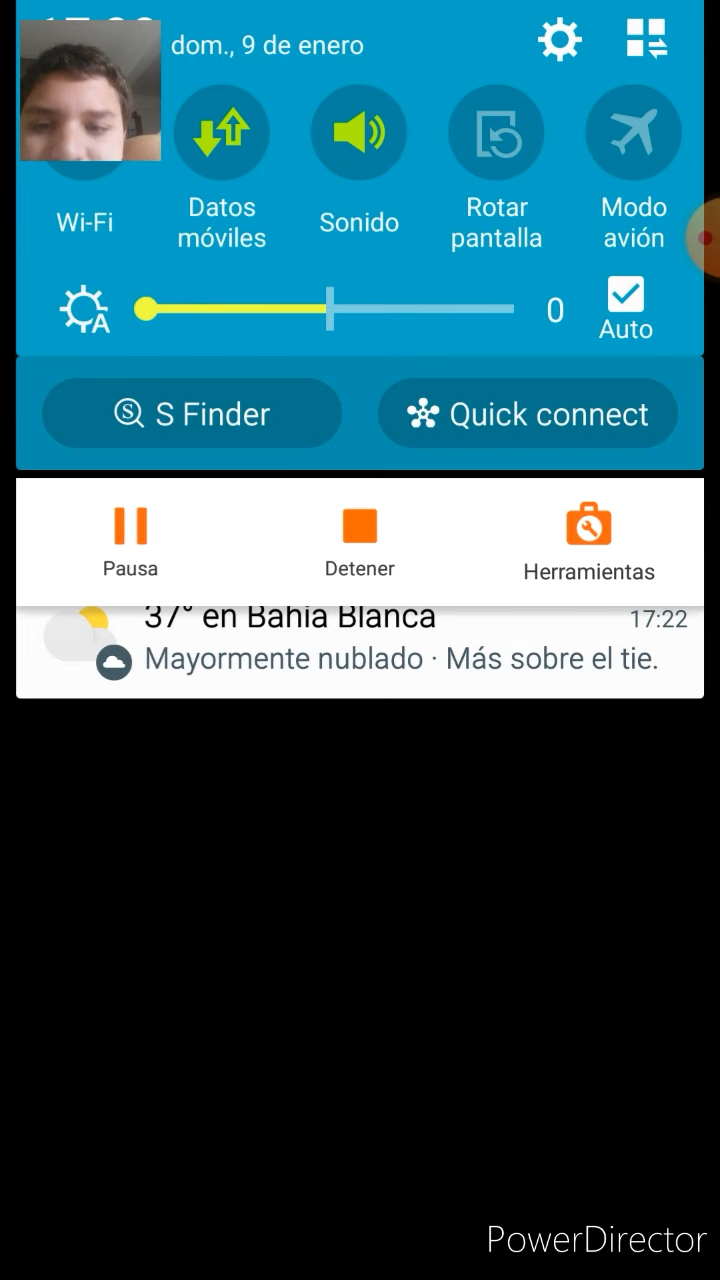 dom., 9 de enero
Wi-Fi
Datos
móviles
Sonido
Rotar
pantalla
Modo
avión
A
0
Auto
S Finder
Quick connect
Pausa
Detener
Herramientas
37° en Bahía Blanca
17:22
Mayormente nublado · Más sobre el tie.
PowerDirector